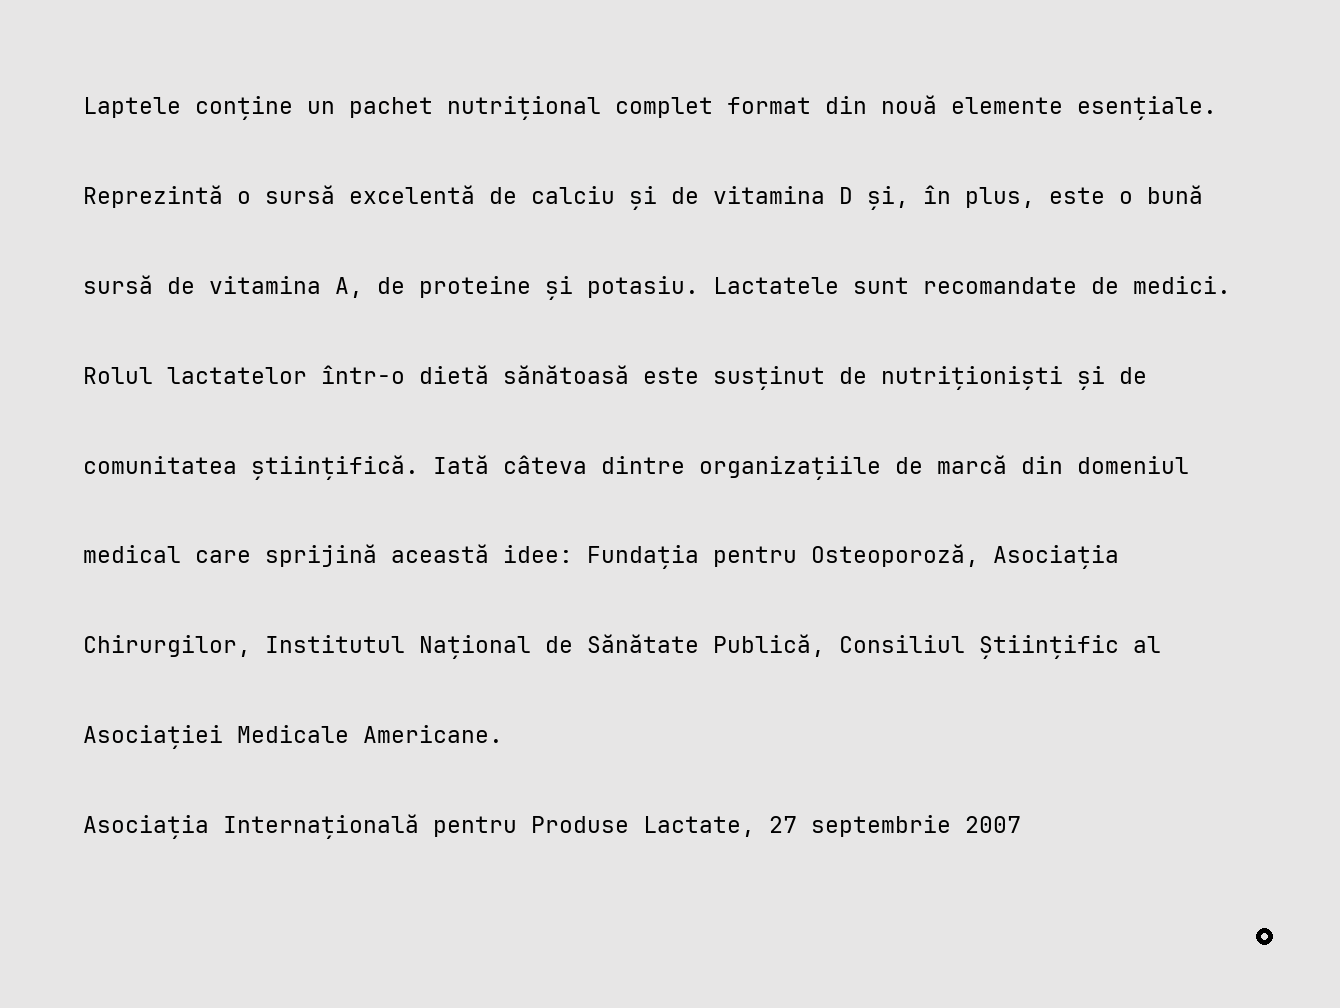 Laptele conține un pachet nutrițional complet format din nouă elemente esențiale.
Reprezintă o sursă excelentă de calciu și de vitamina D și, în plus, este o bună
sursă de vitamina A, de proteine și potasiu. Lactatele sunt recomandate de medici.
Rolul lactatelor într-o dietă sănătoasă este susținut de nutriționiști și de
comunitatea științifică. Iată câteva dintre organizațiile de marcă din domeniul
medical care sprijină această idee: Fundația pentru Osteoporoză, Asociația
Chirurgilor, Institutul Național de Sănătate Publică, Consiliul Științific al
Asociației Medicale Americane.
Asociația Internațională pentru Produse Lactate, 27 septembrie 2007